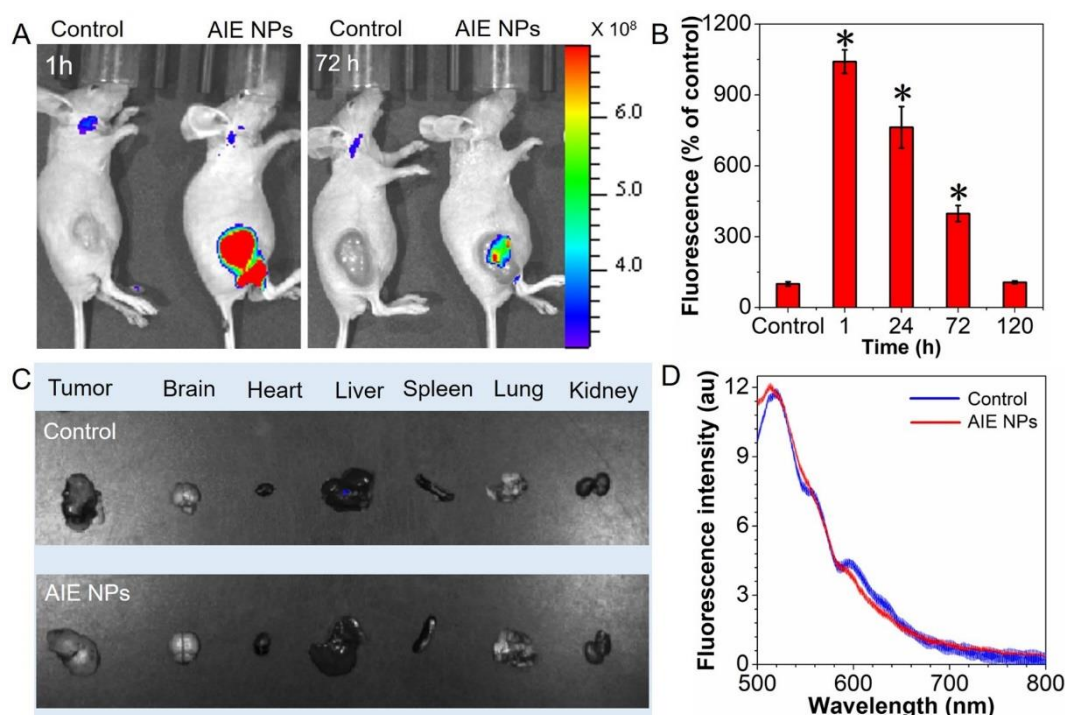 A
Control
AIE NPs
X 10⁸
1h
Control
AIE NPs
72 h
6.0
5.0
4.0
B
Fluorescence (% of control)
1200
900
600
300
0
*
*
*
Control
1
24
72
120
Time (h)
C
Tumor
Brain
Heart
Liver
Spleen
Lung
Kidney
Control
AIE NPs
D
Fluorescence intensity (au)
12
9
6
3
0
Control
AIE NPs
500
600
700
800
Wavelength (nm)